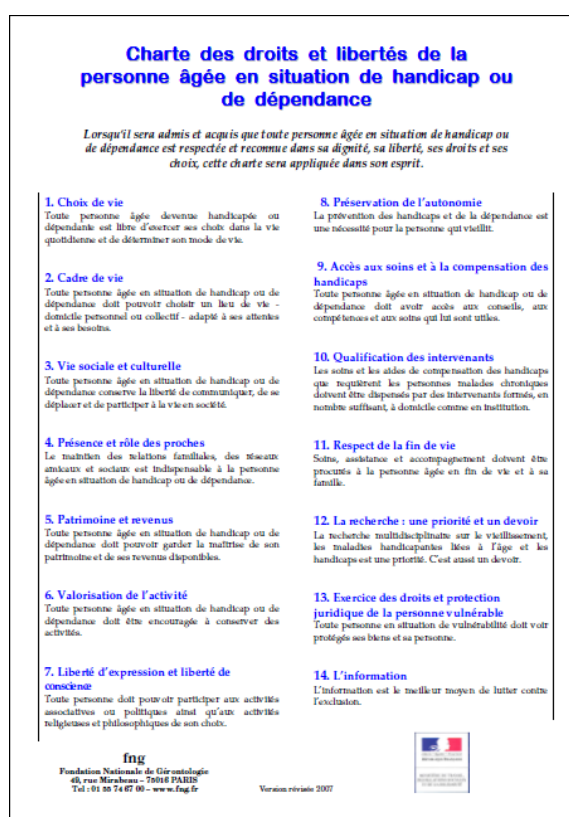 Charte des droits et libertés de la
personne âgée en situation de handicap ou
de dépendance
Lorsqu'il sera admis et acquis que toute personne âgée en situation de handicap ou
de dépendance est respectée et reconnue dans sa dignité, sa liberté, ses droits et ses
choix, cette charte sera appliquée dans son esprit.
1. Choix de vie
Toute personne âgée devenue handicapée ou
dépendante est libre d'exercer ses choix dans la vie
quotidienne et de déterminer son mode de vie.
2. Cadre de vie
Toute personne âgée en situation de handicap ou de
dépendance doit pouvoir choisir un lieu de vie -
domicile personnel ou collectif - adapté à ses attentes
et à ses besoins.
3. Vie sociale et culturelle
Toute personne âgée en situation de handicap ou de
dépendance conserve la liberté de communiquer, de se
déplacer et de participer à la vie en société.
4. Présence et rôle des proches
Le maintien des relations familiales, des réseaux
amicaux et sociaux est indispensable à la personne
âgée en situation de handicap ou de dépendance.
5. Patrimoine et revenus
Toute personne âgée en situation de handicap ou de
dépendance doit pouvoir garder la maîtrise de son
patrimoine et de ses revenus disponibles.
6. Valorisation de l'activité
Toute personne âgée en situation de handicap ou de
dépendance doit être encouragée à conserver des
activités.
7. Liberté d'expression et liberté de
conscience
Toute personne doit pouvoir participer aux activités
associatives ou politiques ainsi qu'aux activités
religieuses et philosophiques de son choix.
8. Préservation de l'autonomie
La prévention des handicaps et de la dépendance est
une nécessité pour la personne qui vieillit.
9. Accès aux soins et à la compensation des
handicaps
Toute personne âgée en situation de handicap ou de
dépendance doit avoir accès aux conseils, aux
compétences et aux soins qui lui sont utiles.
10. Qualification des intervenants
Les soins et les aides de compensation des handicaps
que requièrent les personnes malades chroniques
doivent être dispensés par des intervenants formés, en
nombre suffisant, à domicile comme en institution.
11. Respect de la fin de vie
Soins, assistance et accompagnement doivent être
procurés à la personne âgée en fin de vie et à sa
famille.
12. La recherche : une priorité et un devoir
La recherche multidisciplinaire sur le vieillissement,
les maladies handicapantes liées à l'âge et les
handicaps est une priorité. C'est aussi un devoir.
13. Exercice des droits et protection
juridique de la personne vulnérable
Toute personne en situation de vulnérabilité doit voir
protégés ses biens et sa personne.
14. L'information
L'information est le meilleur moyen de lutter contre
l'exclusion.
fng
Fondation Nationale de Gérontologie
49, rue Mirabeau – 75016 PARIS
Tel : 01 55 74 67 00 – www.fng.fr
Version révisée 2007